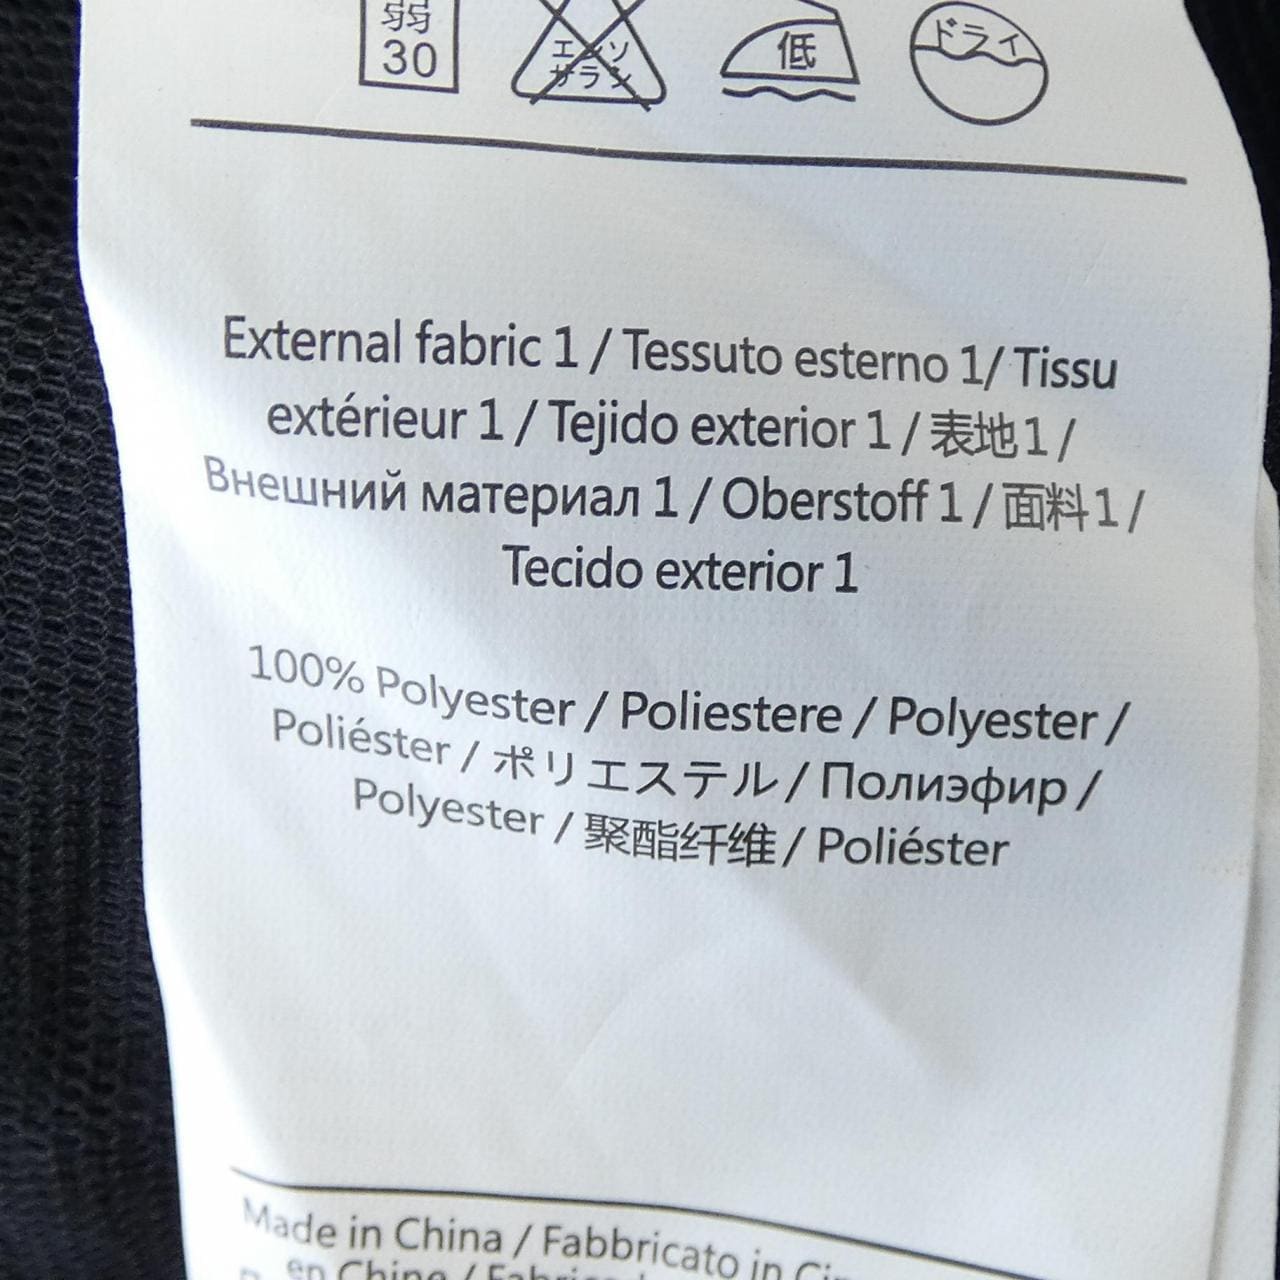 弱
30
エンソ
サラシ
低
ドライ
External fabric 1 / Tessuto esterno 1/ Tissu
extérieur 1 / Tejido exterior 1 / 表地1 /
Внешний материал 1 / Oberstoff 1 / 面料1 /
Tecido exterior 1
100% Polyester / Poliestere / Polyester /
Poliéster / ポリエステル / Полиэфир /
Polyester / 聚酯纤维 / Poliéster
Made in China / Fabbricato in
en Chine /